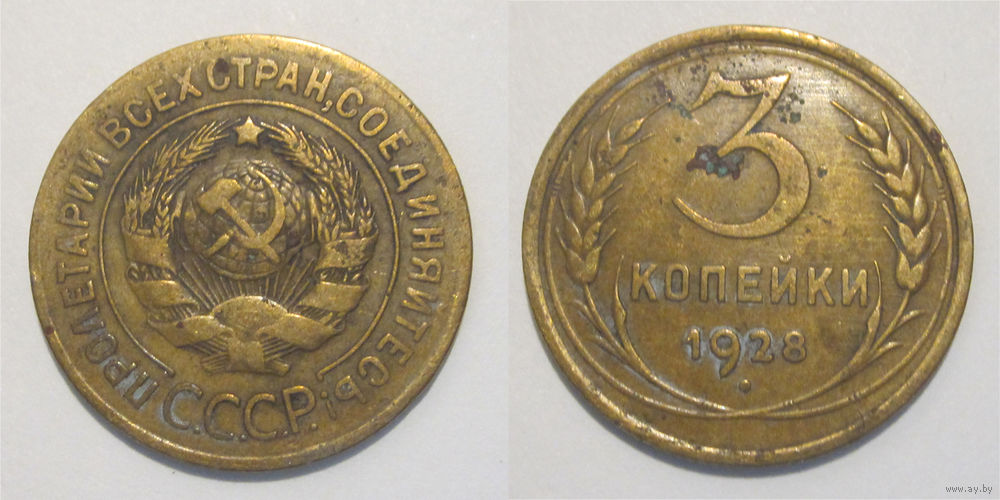 ПРОЛЕТАРИИ ВСЕХ СТРАН, СОЕДИНЯЙТЕСЬ!
С.С.С.Р.
3
КОПЕЙКИ
1928
www.ay.by